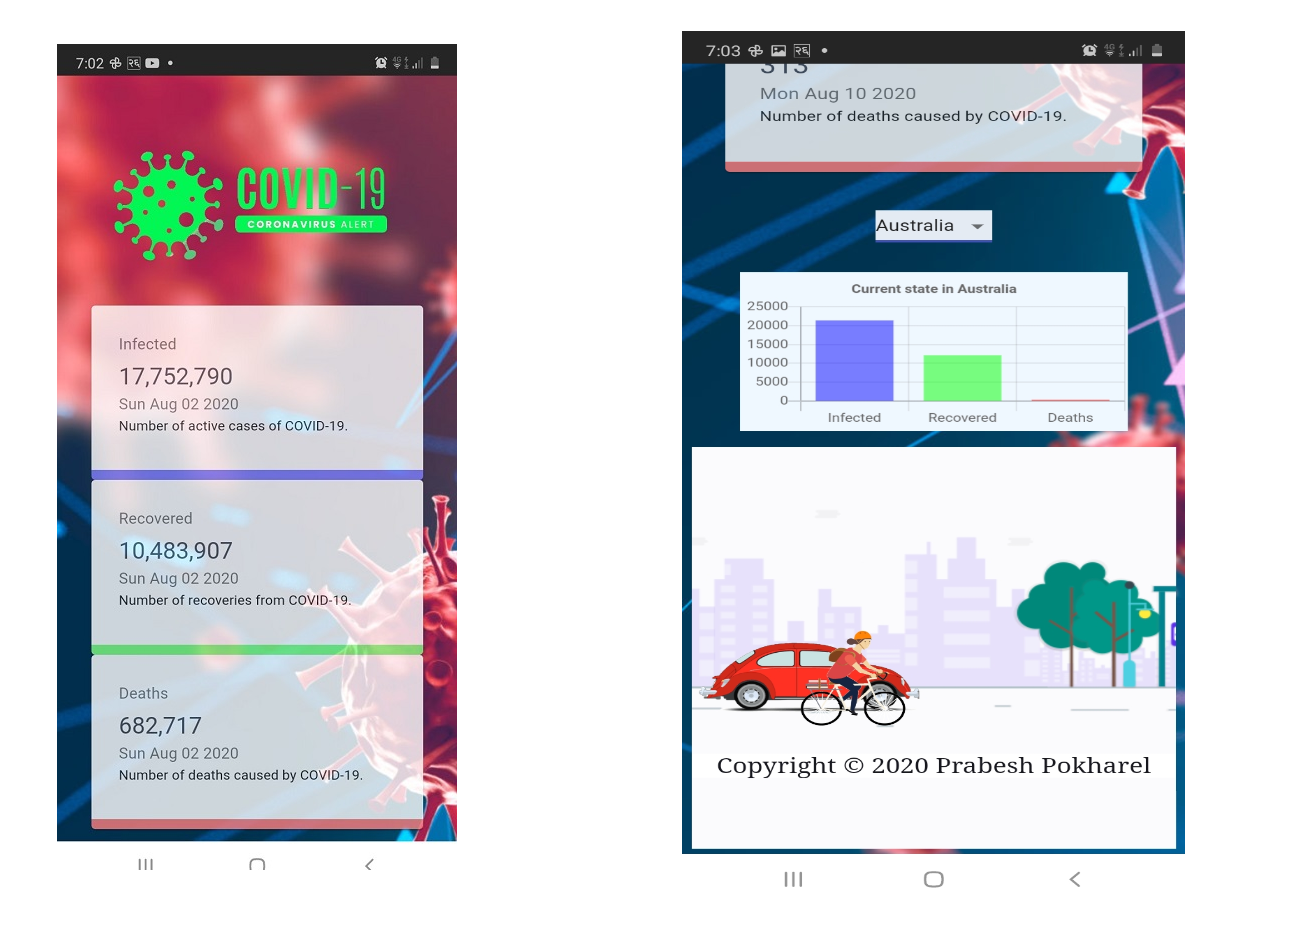 7:02 २६
COVID-19
CORONAVIRUS ALERT
Infected
17,752,790
Sun Aug 02 2020
Number of active cases of COVID-19.
Recovered
10,483,907
Sun Aug 02 2020
Number of recoveries from COVID-19.
Deaths
682,717
Sun Aug 02 2020
Number of deaths caused by COVID-19.
7:03 २६ 4G
313
Mon Aug 10 2020
Number of deaths caused by COVID-19.
Australia
Current state in Australia
25000
20000
15000
10000
5000
0
Infected Recovered Deaths
Copyright © 2020 Prabesh Pokharel